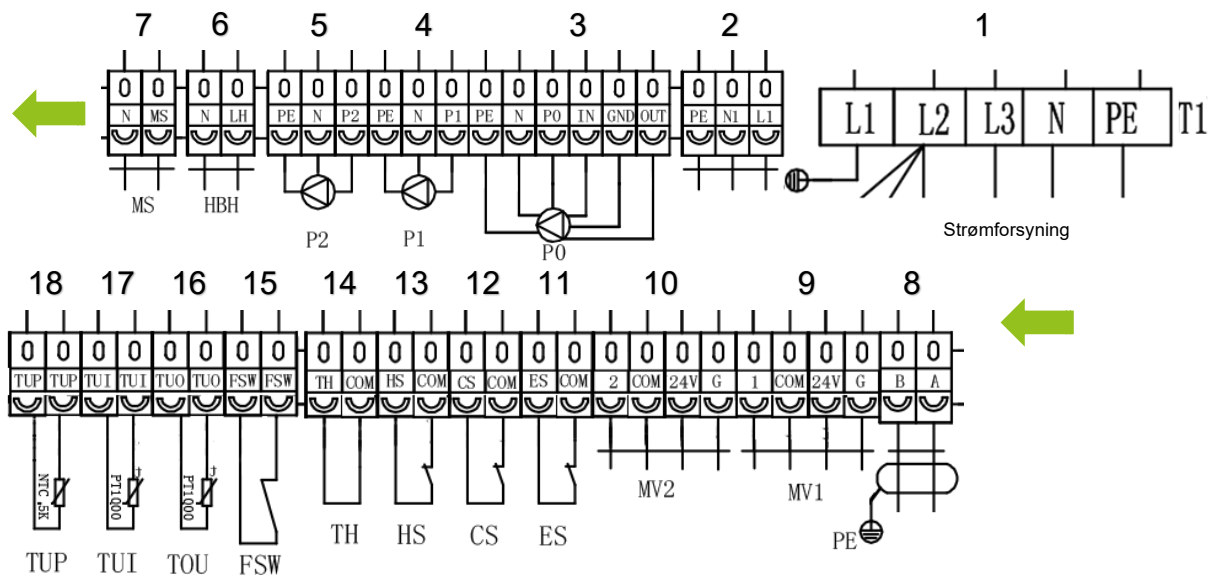 7 6 5 4 3 2 1
0 0 0 0 0 0 0 0 0 0 0 0 0 0 0 0 0 0 0
N MS N LH PE N P2 PE N P1 PE N P0 IN GND OUT PE N1 L1
L1 L2 L3 N PE T1
MS HBH P2 P1 P0
Strømforsyning
18 17 16 15 14 13 12 11 10 9 8
0 0 0 0 0 0 0 0 0 0 0 0 0 0 0 0 0 0 0 0 0 0 0 0 0 0
TUP TUP TUI TUI TUO TUO FSW FSW TH COM HS COM CS COM ES COM 2 COM 24V G 1 COM 24V G B A
NTC .5K PT1000 t PT1000 t
MV2 MV1
TUP TUI TOU FSW TH HS CS ES PE